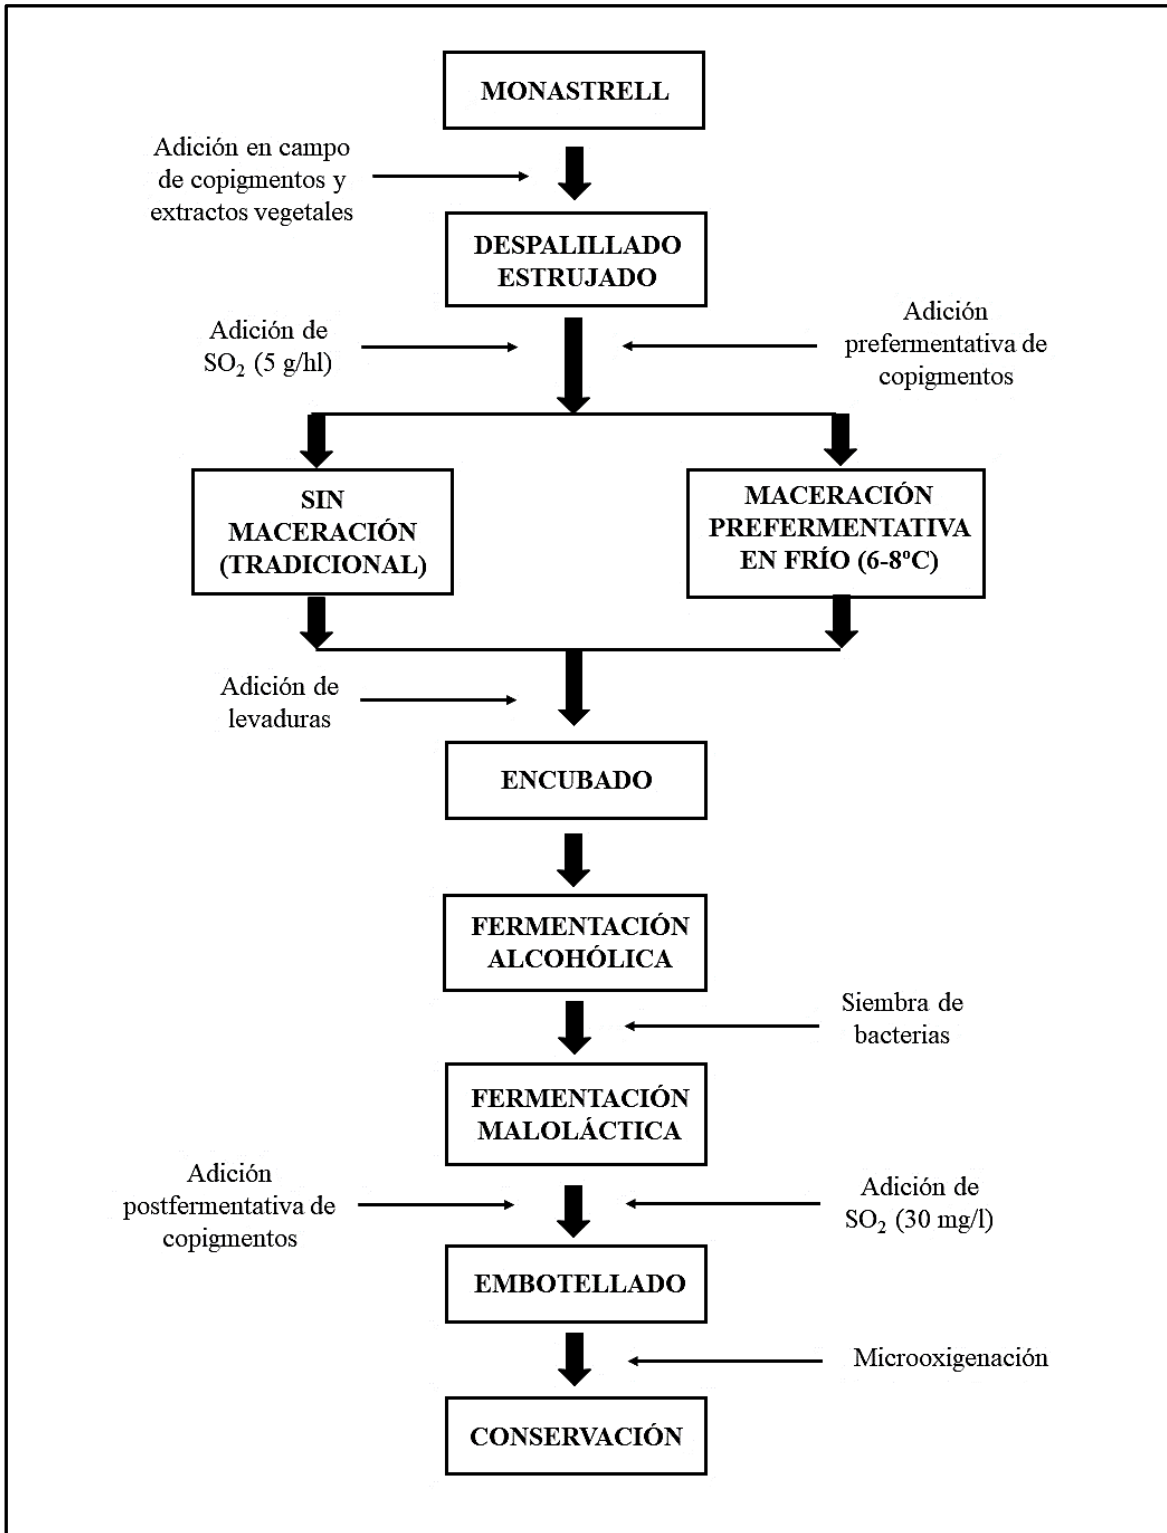 MONASTRELL
Adición en campo
de copigmentos y
extractos vegetales
DESPALILLADO
ESTRUJADO
Adición de
SO₂ (5 g/hl)
Adición
prefermentativa de
copigmentos
SIN
MACERACIÓN
(TRADICIONAL)
MACERACIÓN
PREFERMENTATIVA
EN FRÍO (6-8ºC)
Adición de
levaduras
ENCUBADO
FERMENTACIÓN
ALCOHÓLICA
Siembra de
bacterias
FERMENTACIÓN
MALOLÁCTICA
Adición
postfermentativa de
copigmentos
Adición de
SO₂ (30 mg/l)
EMBOTELLADO
Microoxigenación
CONSERVACIÓN